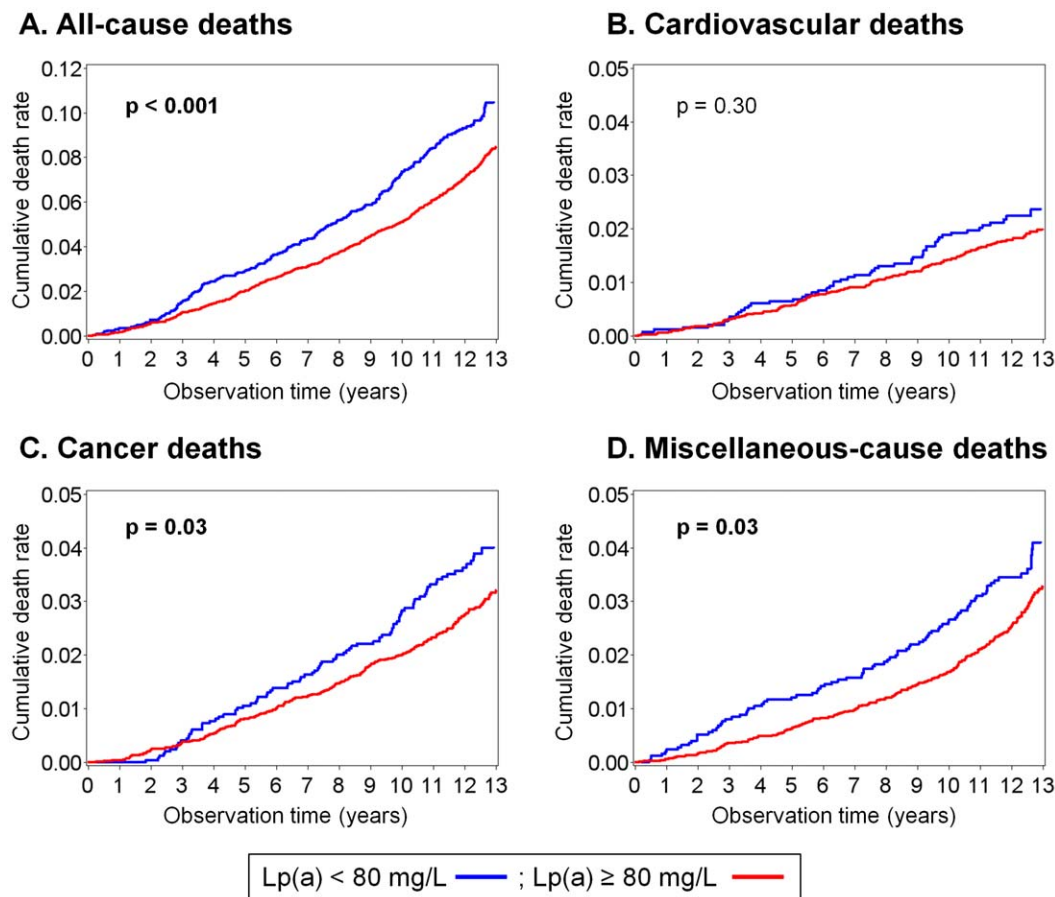 A. All-cause deaths
Cumulative death rate
0.12
0.10
0.08
0.06
0.04
0.02
0.00
p < 0.001
0 1 2 3 4 5 6 7 8 9 10 11 12 13
Observation time (years)
B. Cardiovascular deaths
Cumulative death rate
0.05
0.04
0.03
0.02
0.01
0.00
p = 0.30
0 1 2 3 4 5 6 7 8 9 10 11 12 13
Observation time (years)
C. Cancer deaths
Cumulative death rate
0.05
0.04
0.03
0.02
0.01
0.00
p = 0.03
0 1 2 3 4 5 6 7 8 9 10 11 12 13
Observation time (years)
D. Miscellaneous-cause deaths
Cumulative death rate
0.05
0.04
0.03
0.02
0.01
0.00
p = 0.03
0 1 2 3 4 5 6 7 8 9 10 11 12 13
Observation time (years)
Lp(a) < 80 mg/L ; Lp(a) ≥ 80 mg/L